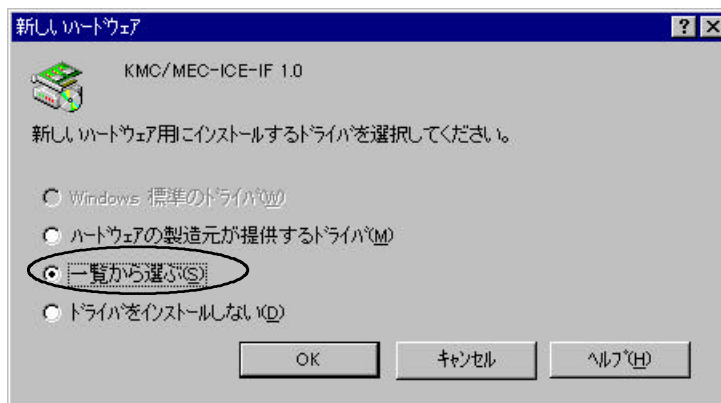 新しいハードウェア
KMC/MEC-ICE-IF 1.0
新しいハードウェア用にインストールするドライバを選択してください。
Windows 標準のドライバ(W)
ハードウェアの製造元が提供するドライバ(M)
一覧から選ぶ(S)
ドライバをインストールしない(D)
OK キャンセル ヘルプ(H)